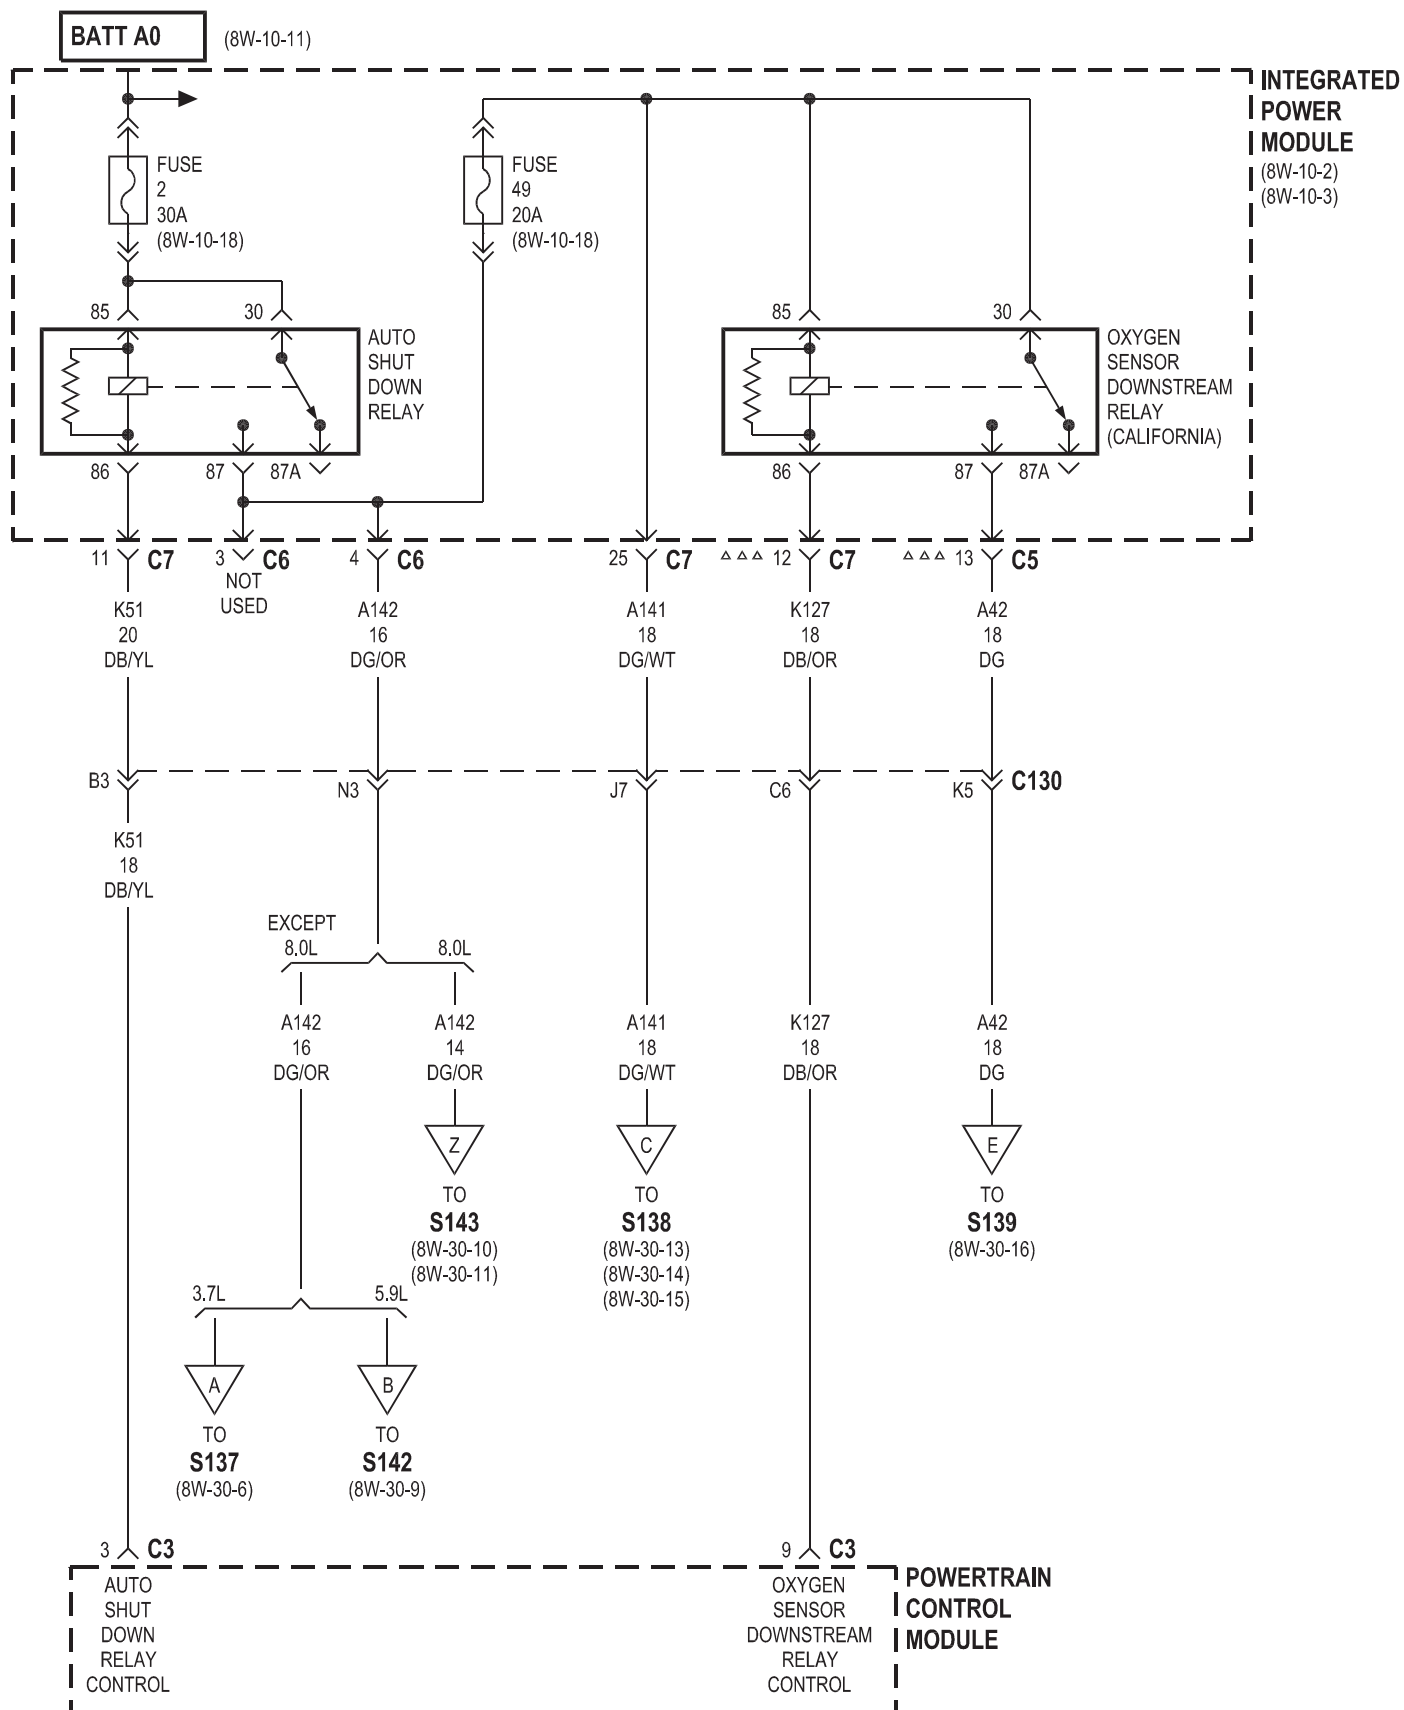 BATT A0
(8W-10-11)
INTEGRATED
POWER
MODULE
(8W-10-2)
(8W-10-3)
FUSE
2
30A
(8W-10-18)
FUSE
49
20A
(8W-10-18)
85
30
AUTO
SHUT
DOWN
RELAY
85
30
OXYGEN
SENSOR
DOWNSTREAM
RELAY
(CALIFORNIA)
86
87
87A
86
87
87A
11 C7
3 C6
NOT
USED
4 C6
25 C7
12 C7
13 C5
K51
20
DB/YL
A142
16
DG/OR
A141
18
DG/WT
K127
18
DB/OR
A42
18
DG
B3
N3
J7
C6
K5
C130
K51
18
DB/YL
EXCEPT
8.0L
8.0L
A142
16
DG/OR
A142
14
DG/OR
A141
18
DG/WT
K127
18
DB/OR
A42
18
DG
Z
TO
S143
(8W-30-10)
(8W-30-11)
C
TO
S138
(8W-30-13)
(8W-30-14)
(8W-30-15)
E
TO
S139
(8W-30-16)
3.7L
5.9L
A
TO
S137
(8W-30-6)
B
TO
S142
(8W-30-9)
3 C3
9 C3
AUTO
SHUT
DOWN
RELAY
CONTROL
OXYGEN
SENSOR
DOWNSTREAM
RELAY
CONTROL
POWERTRAIN
CONTROL
MODULE